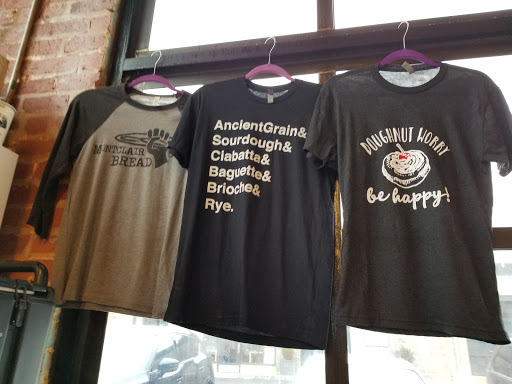 MONTCLAIR
BREAD
AncientGrain&
Sourdough&
Ciabatta&
Baguette&
Brioche&
Rye.
DOUGHNUT WORRY
be happy!